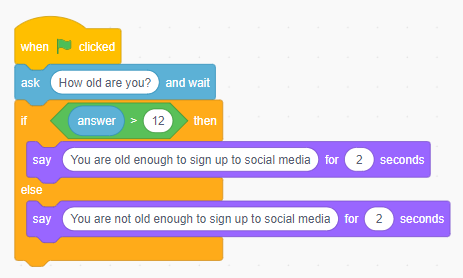 when clicked
ask How old are you? and wait
if answer > 12 then
say You are old enough to sign up to social media for 2 seconds
else
say You are not old enough to sign up to social media for 2 seconds